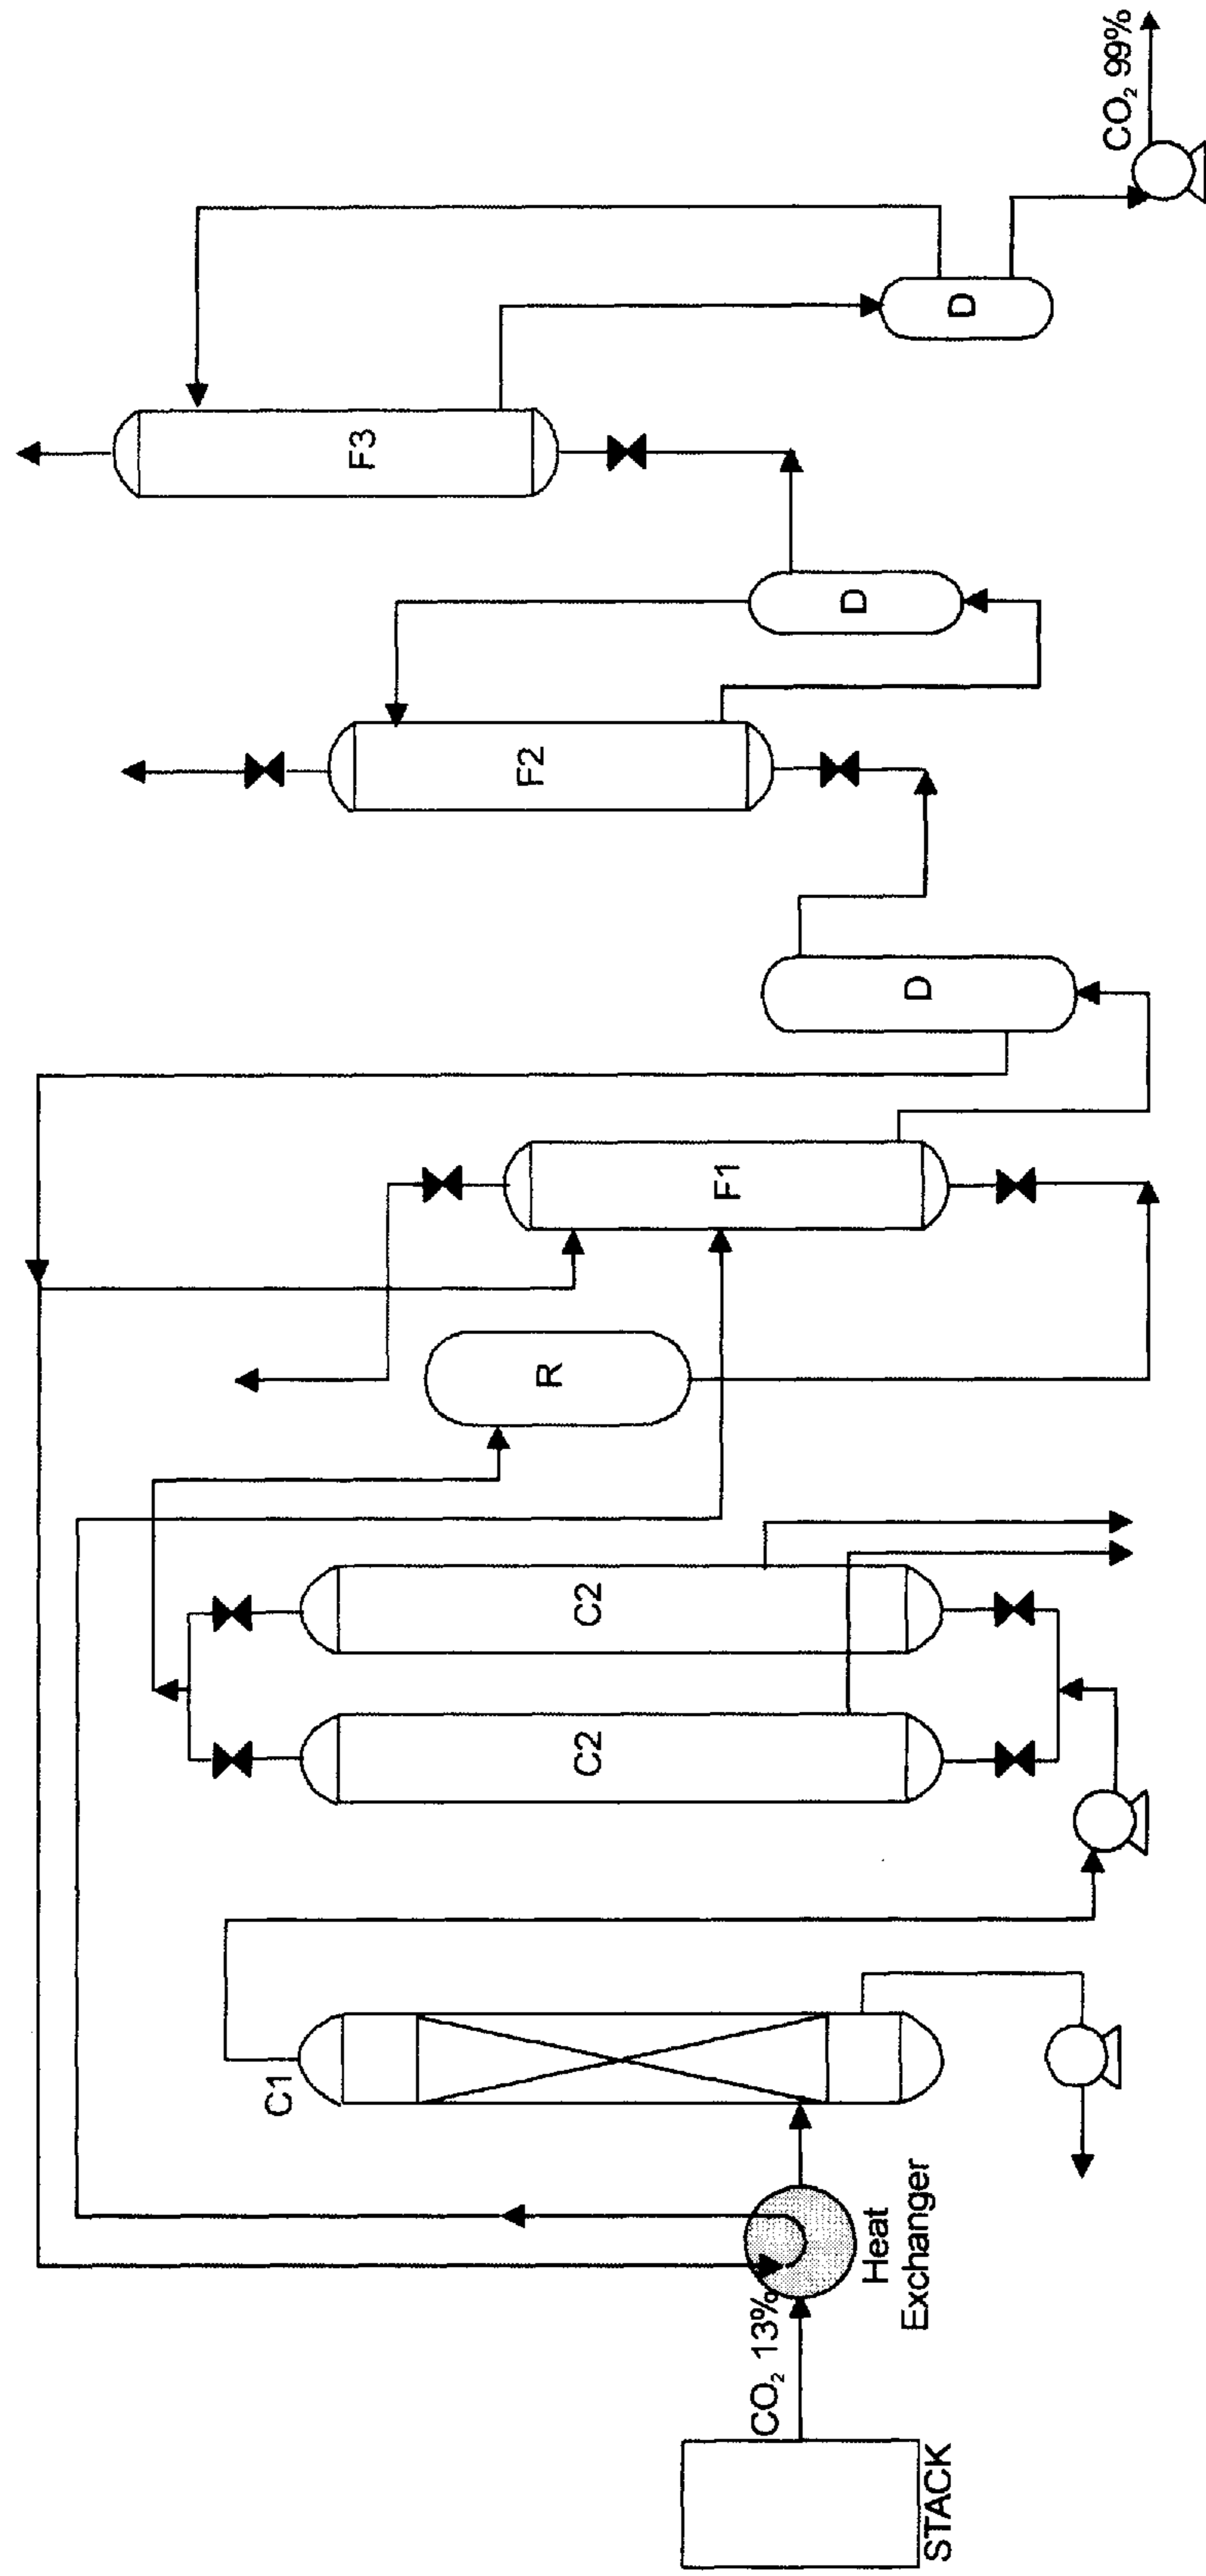 STACK
CO₂ 13%
Heat
Exchanger
C1
C2
C2
R
F1
D
F2
D
F3
D
CO₂ 99%